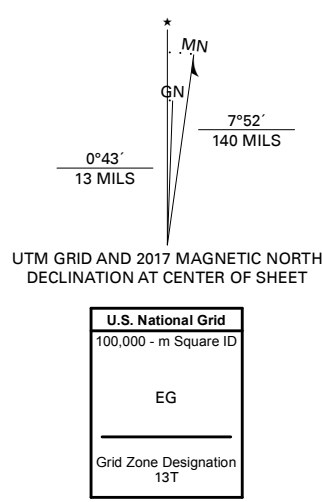 ★
MN
GN
7°52´
140 MILS
0°43´
13 MILS
UTM GRID AND 2017 MAGNETIC NORTH
DECLINATION AT CENTER OF SHEET
U.S. National Grid
100,000 - m Square ID
EG
Grid Zone Designation
13T